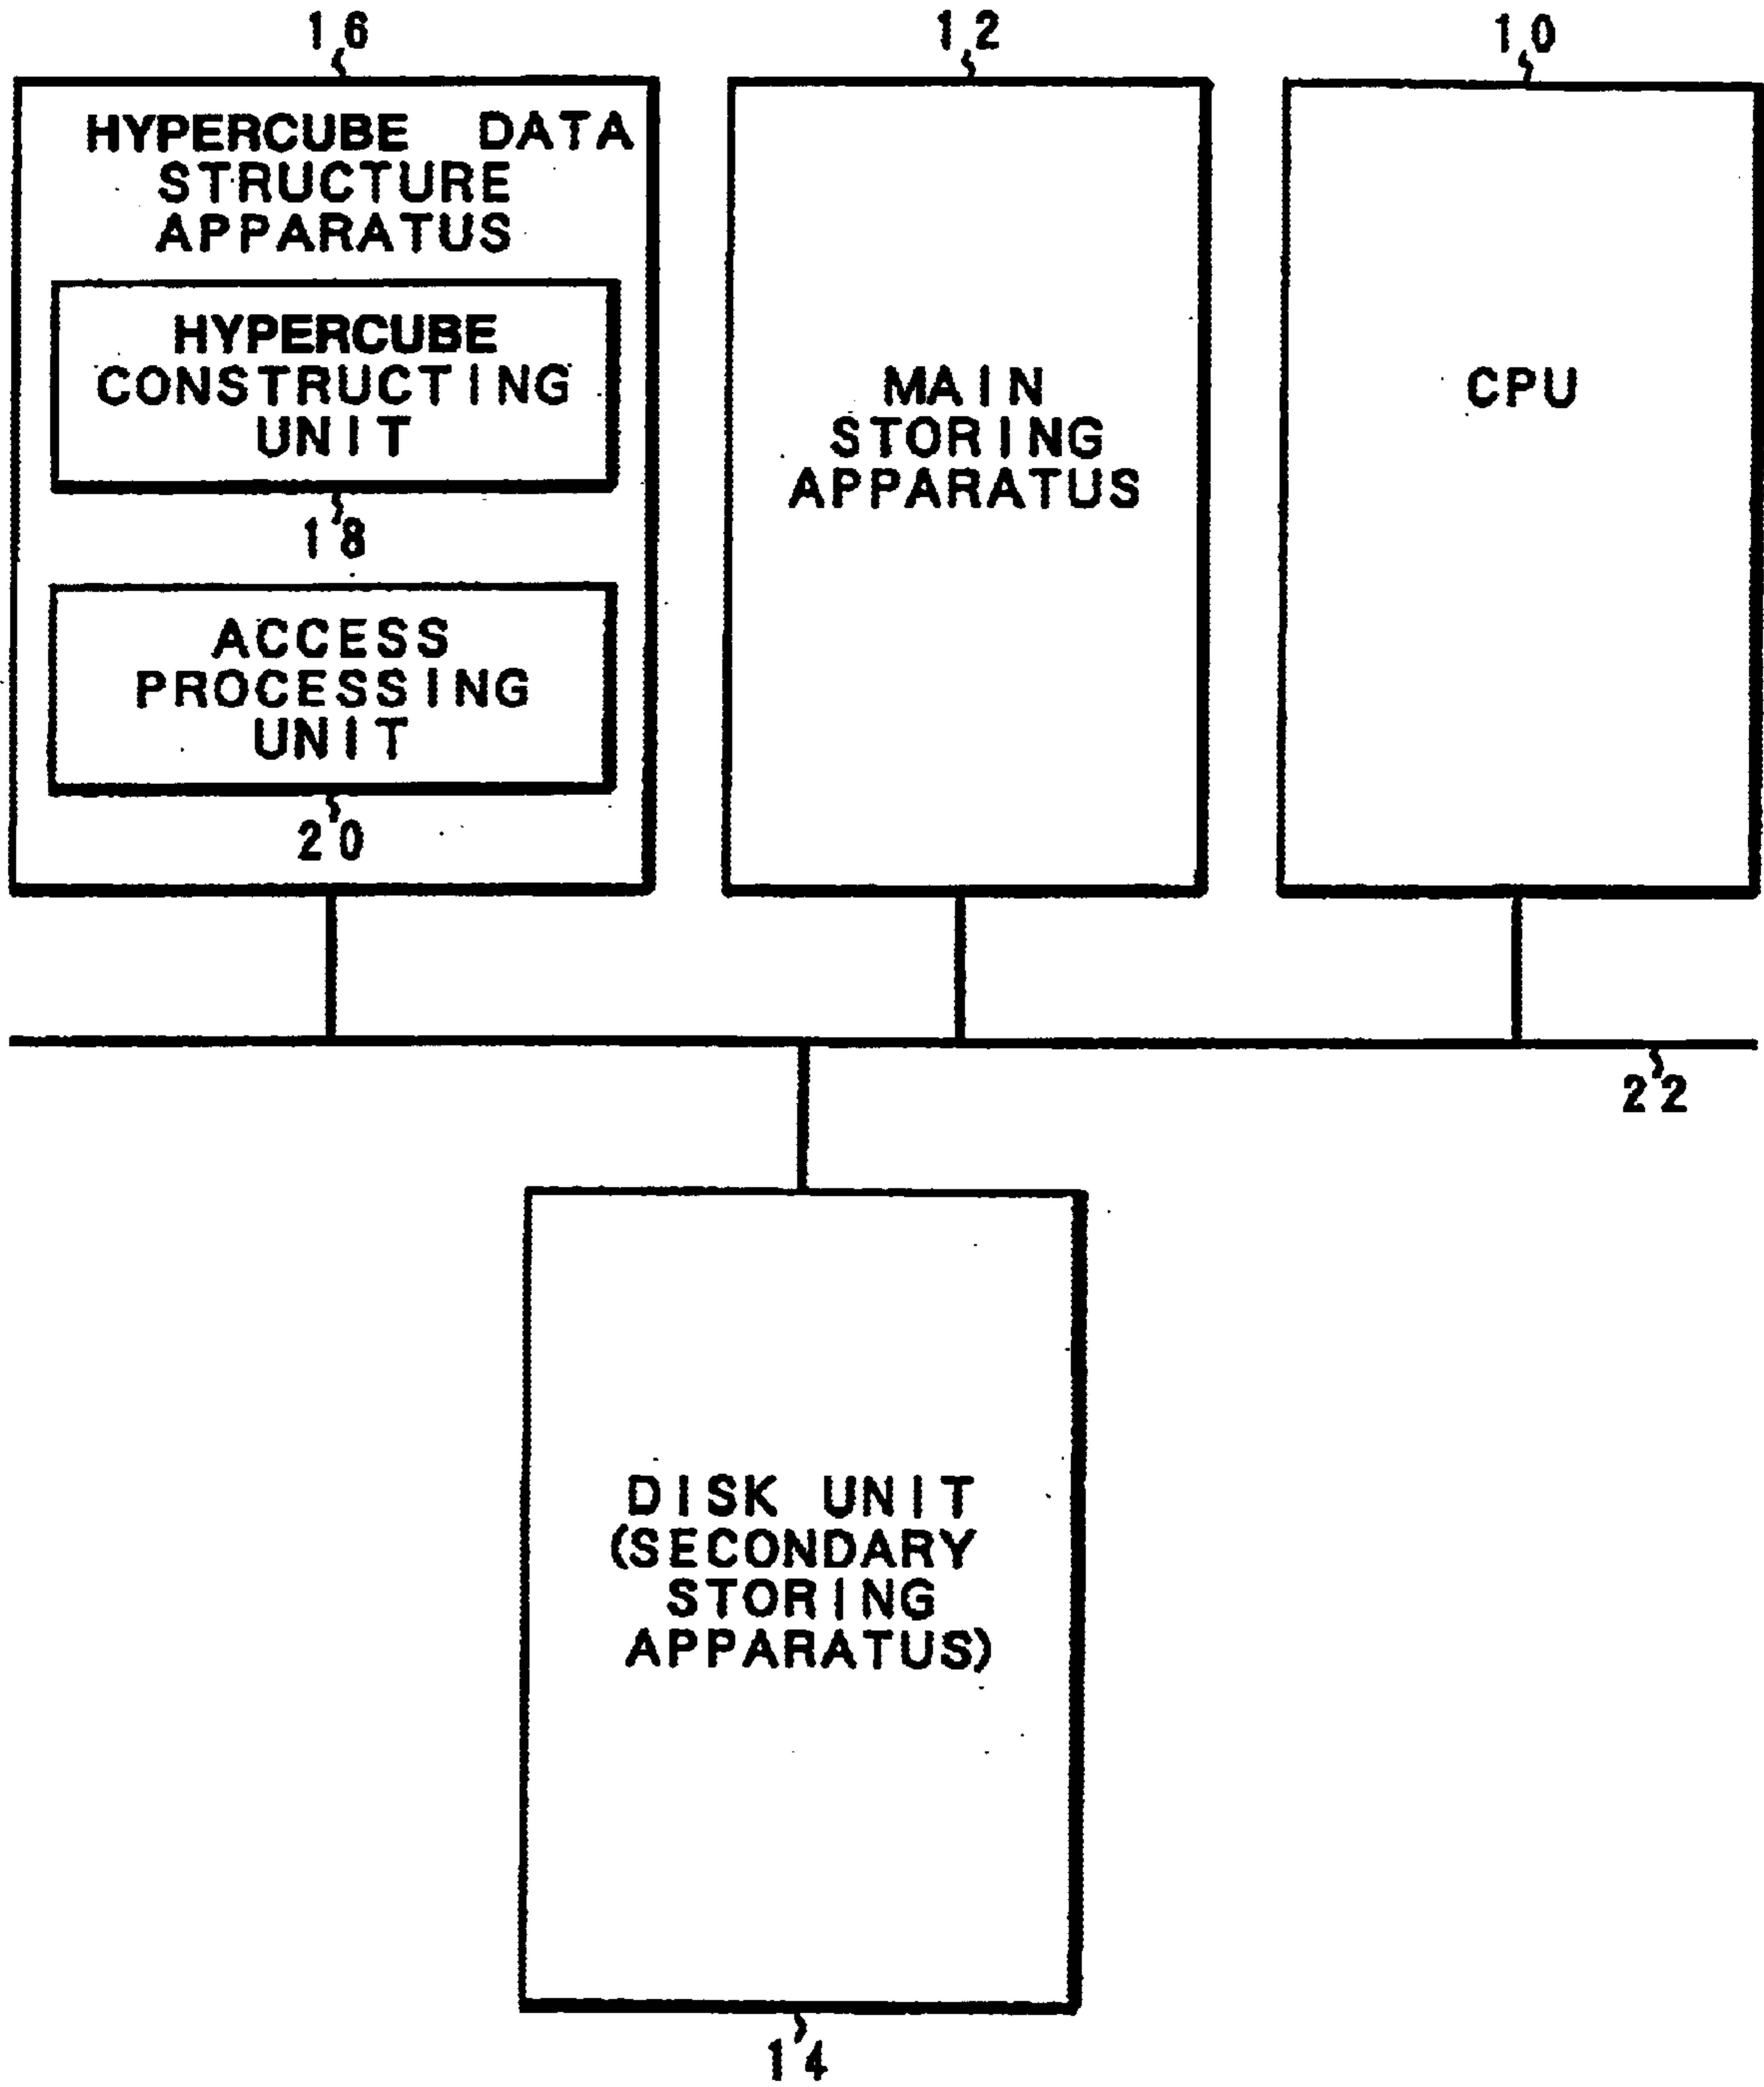 16
HYPERCUBE DATA
STRUCTURE
APPARATUS
HYPERCUBE
CONSTRUCTING
UNIT
18
ACCESS
PROCESSING
UNIT
20
12
MAIN
STORING
APPARATUS
10
CPU
22
DISK UNIT
(SECONDARY
STORING
APPARATUS)
14